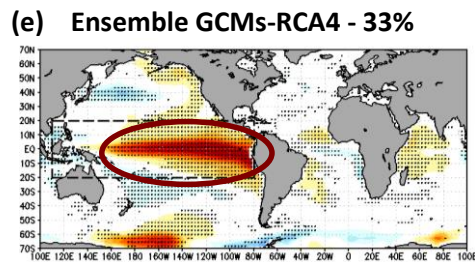 (e) Ensemble GCMs-RCA4 - 33%
70N
60N
50N
40N
30N
20N
10N
EQ
10S
20S
30S
40S
50S
60S
70S
100E 120E 140E 160E 180 160W 140W 120W 100W 80W 60W 40W 20W 0 20E 40E 60E 80E 100E